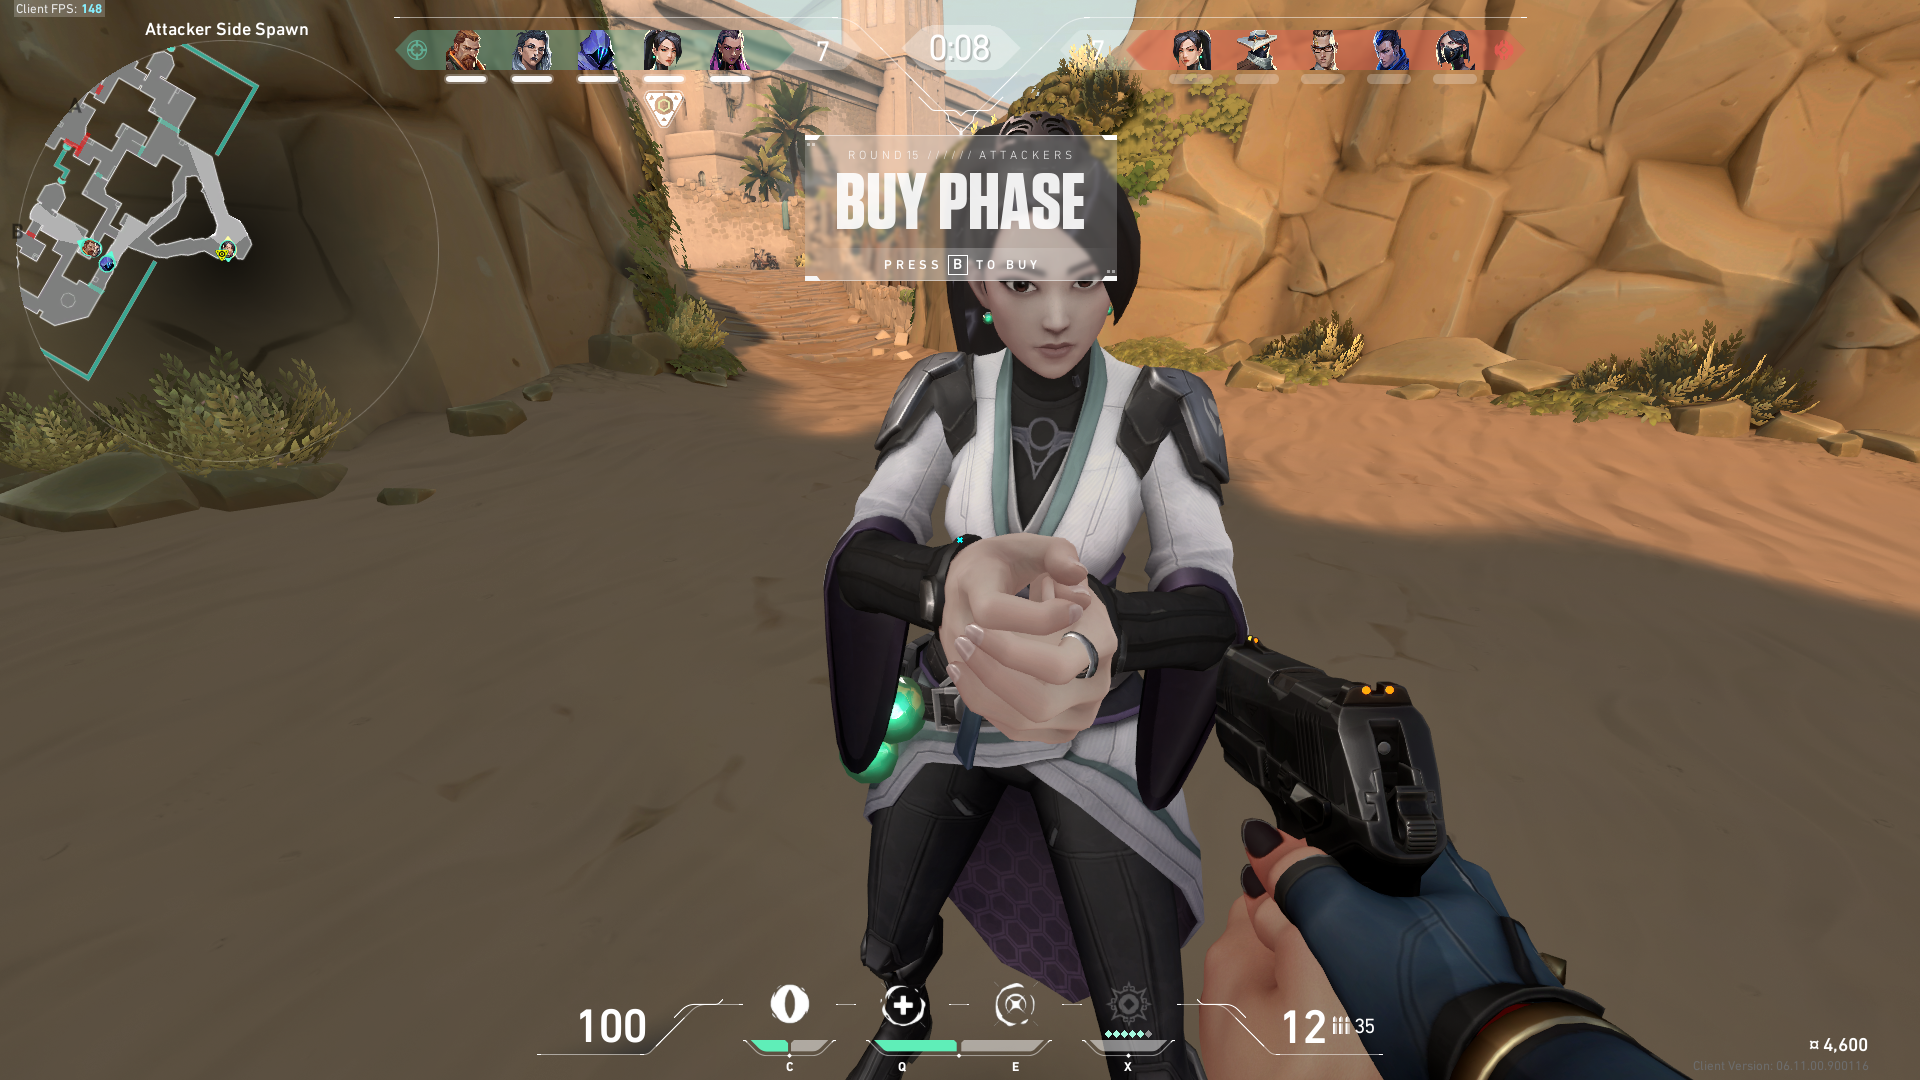 Client FPS: 148
Attacker Side Spawn
7
0:08
7
A
B
ROUND 15 ////// ATTACKERS
BUY PHASE
PRESS B TO BUY
100
12
35
C
Q
E
X
¤ 4,600
Client Version: 06.11.00.900116